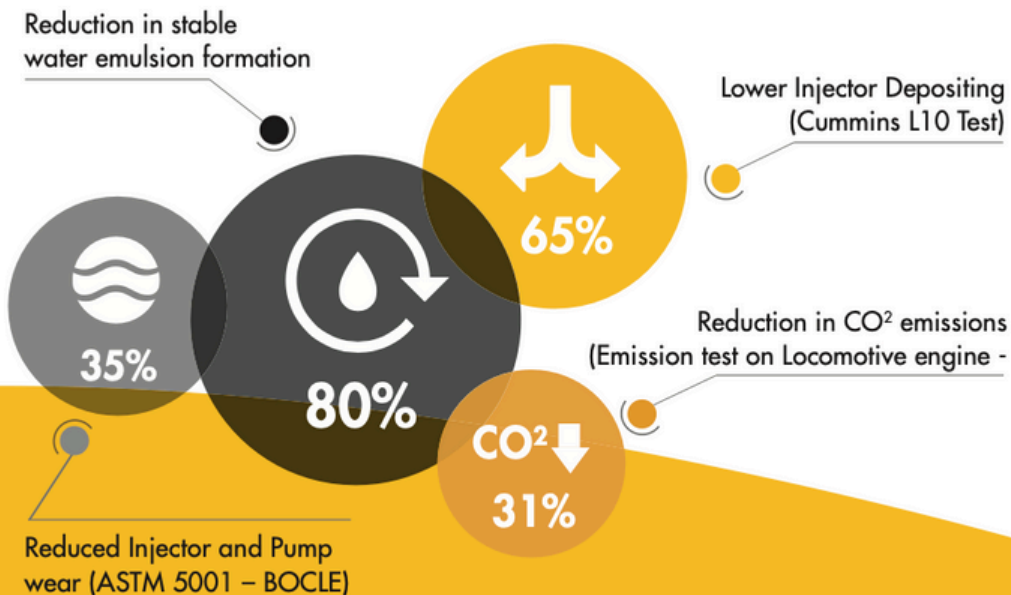 Reduction in stable
water emulsion formation
Lower Injector Depositing
(Cummins L10 Test)
65%
35%
80%
Reduction in CO² emissions
(Emission test on Locomotive engine -
CO²
31%
Reduced Injector and Pump
wear (ASTM 5001 – BOCLE)